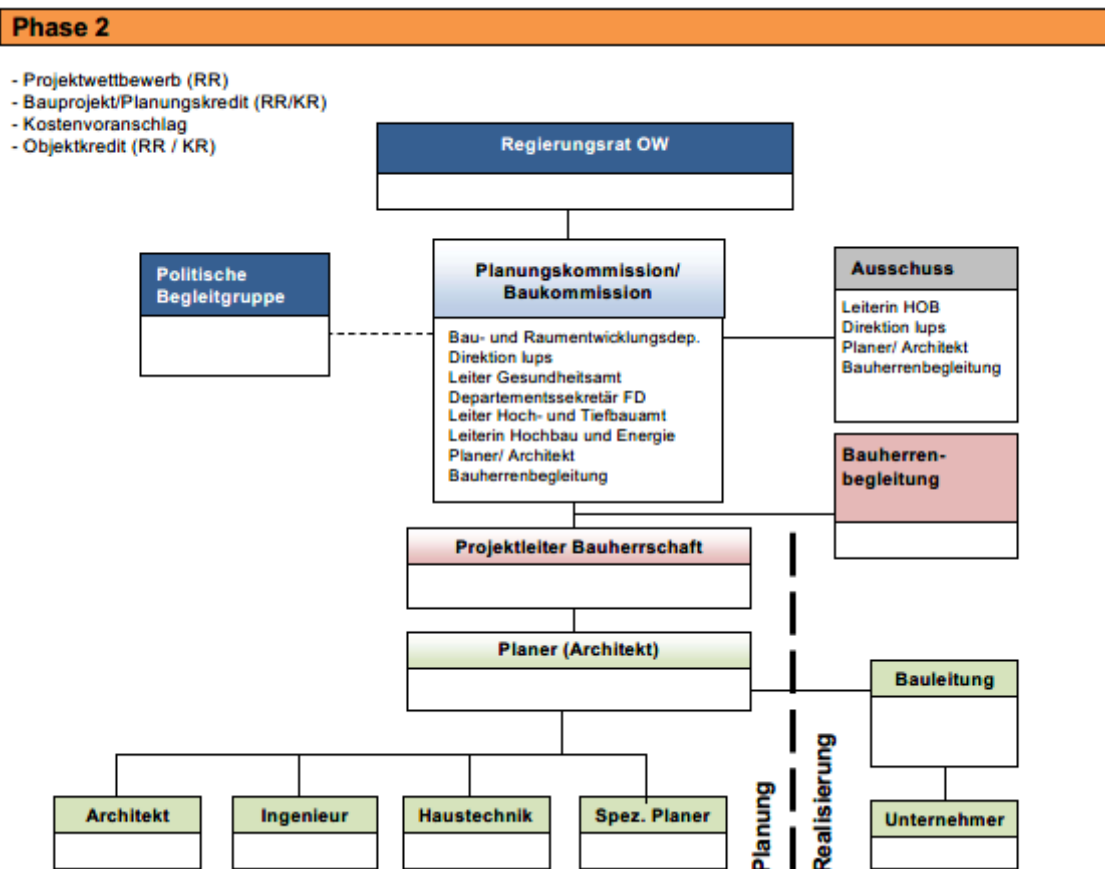 Phase 2
- Projektwettbewerb (RR)
- Bauprojekt/Planungskredit (RR/KR)
- Kostenvoranschlag
- Objektkredit (RR / KR)
Regierungsrat OW
Politische
Begleitgruppe
Planungskommission/
Baukommission
Bau- und Raumentwicklungsdep.
Direktion lups
Leiter Gesundheitsamt
Departementssekretär FD
Leiter Hoch- und Tiefbauamt
Leiterin Hochbau und Energie
Planer/ Architekt
Bauherrenbegleitung
Ausschuss
Leiterin HOB
Direktion lups
Planer/ Architekt
Bauherrenbegleitung
Bauherren-
begleitung
Projektleiter Bauherrschaft
Planer (Architekt)
Bauleitung
Architekt
Ingenieur
Haustechnik
Spez. Planer
Planung
Realisierung
Unternehmer